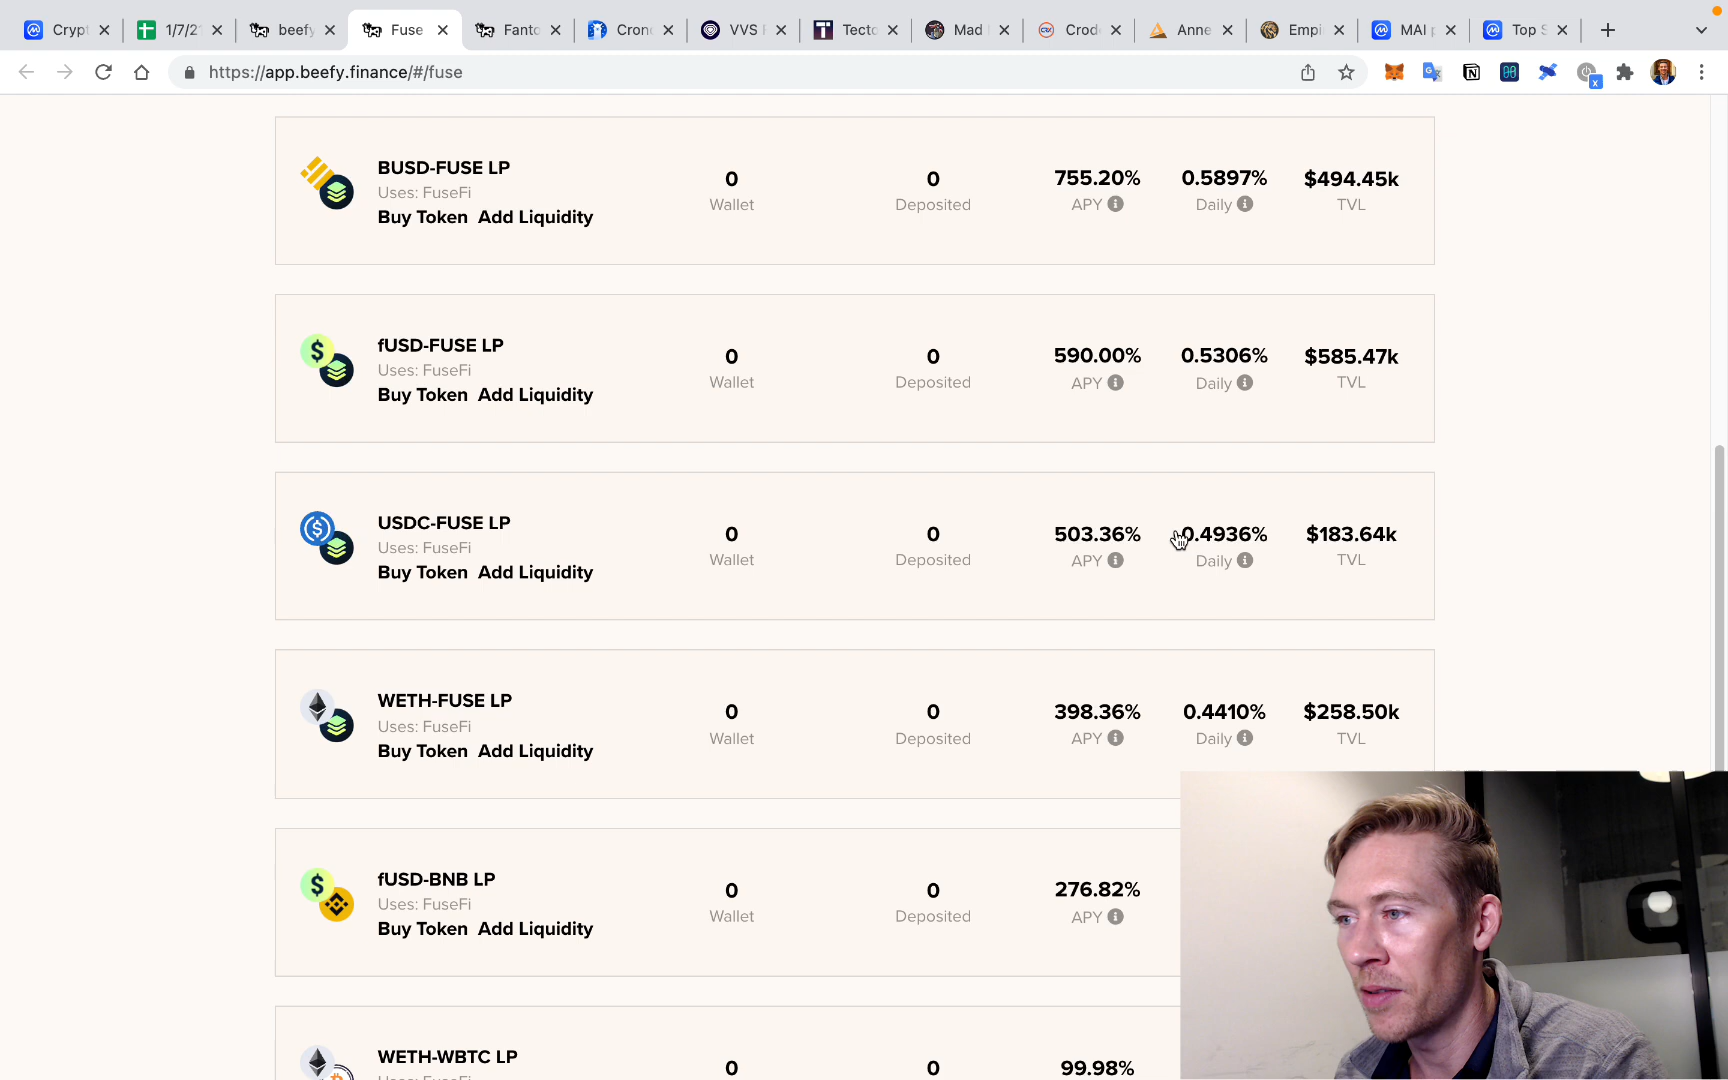 Crypt
1/7/2
beefy
Fuse
Fanto
Crono
VVS F
Tecto
Mad
Crod
Anne
Empi
MAI p
Top S
https://app.beefy.finance/#/fuse
BUSD-FUSE LP
Uses: FuseFi
Buy Token Add Liquidity
0
Wallet
0
Deposited
755.20%
APY
0.5897%
Daily
$494.45k
TVL
fUSD-FUSE LP
Uses: FuseFi
Buy Token Add Liquidity
0
Wallet
0
Deposited
590.00%
APY
0.5306%
Daily
$585.47k
TVL
USDC-FUSE LP
Uses: FuseFi
Buy Token Add Liquidity
0
Wallet
0
Deposited
503.36%
APY
0.4936%
Daily
$183.64k
TVL
WETH-FUSE LP
Uses: FuseFi
Buy Token Add Liquidity
0
Wallet
0
Deposited
398.36%
APY
0.4410%
Daily
$258.50k
TVL
fUSD-BNB LP
Uses: FuseFi
Buy Token Add Liquidity
0
Wallet
0
Deposited
276.82%
APY
WETH-WBTC LP
Uses: FuseFi
0
0
99.98%